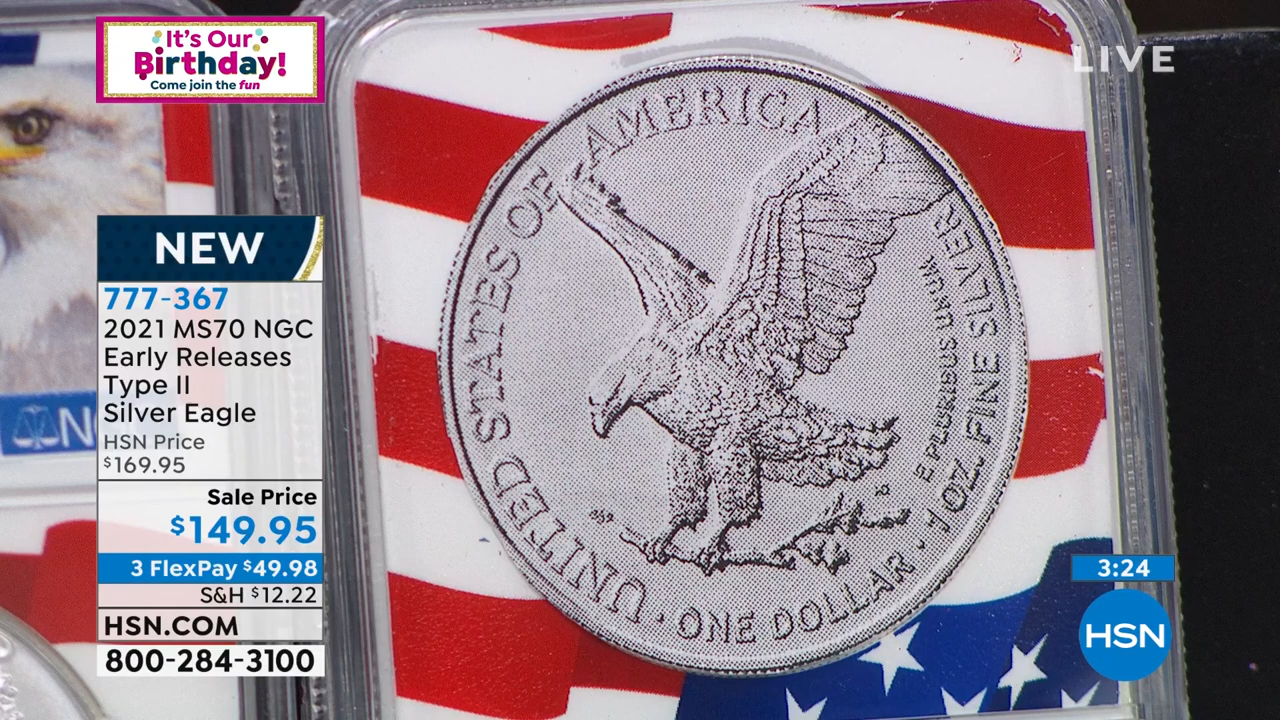 It's Our
Birthday!
Come join the fun
LIVE
NEW
777-367
2021 MS70 NGC
Early Releases
Type II
Silver Eagle
HSN Price
$169.95
Sale Price
$149.95
3 FlexPay $49.98
S&H $12.22
HSN.COM
800-284-3100
UNITED STATES OF AMERICA
E PLURIBUS UNUM
1 OZ. FINE SILVER
ONE DOLLAR
3:24
HSN